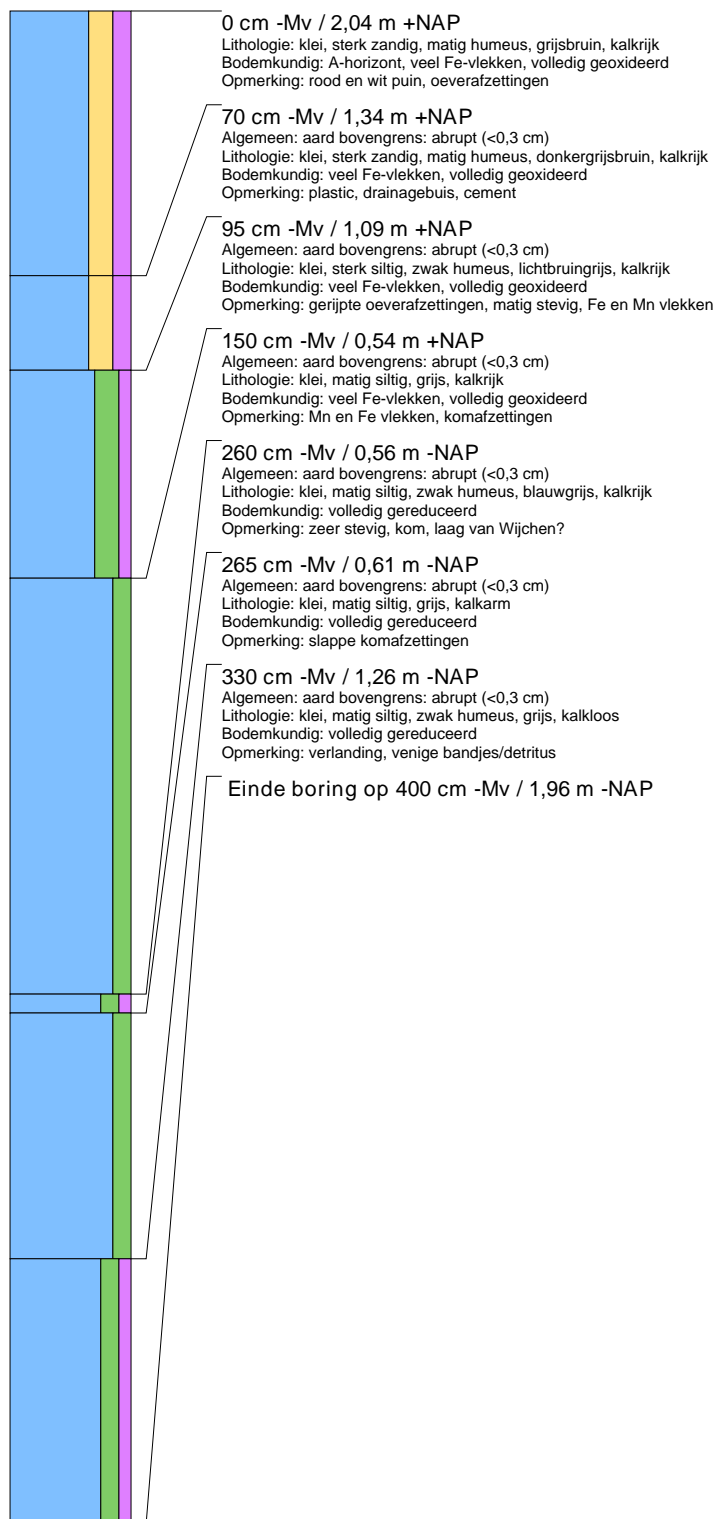 0 cm -Mv / 2,04 m +NAP
Lithologie: klei, sterk zandig, matig humeus, grijsbruin, kalkrijk
Bodemkundig: A-horizont, veel Fe-vlekken, volledig geoxideerd
Opmerking: rood en wit puin, oeverafzettingen
70 cm -Mv / 1,34 m +NAP
Algemeen: aard bovengrens: abrupt (<0,3 cm)
Lithologie: klei, sterk zandig, matig humeus, donkergrijsbruin, kalkrijk
Bodemkundig: veel Fe-vlekken, volledig geoxideerd
Opmerking: plastic, drainagebuis, cement
95 cm -Mv / 1,09 m +NAP
Algemeen: aard bovengrens: abrupt (<0,3 cm)
Lithologie: klei, sterk siltig, zwak humeus, lichtbruingrijs, kalkrijk
Bodemkundig: veel Fe-vlekken, volledig geoxideerd
Opmerking: gerijpte oeverafzettingen, matig stevig, Fe en Mn vlekken
150 cm -Mv / 0,54 m +NAP
Algemeen: aard bovengrens: abrupt (<0,3 cm)
Lithologie: klei, matig siltig, grijs, kalkrijk
Bodemkundig: veel Fe-vlekken, volledig geoxideerd
Opmerking: Mn en Fe vlekken, komafzettingen
260 cm -Mv / 0,56 m -NAP
Algemeen: aard bovengrens: abrupt (<0,3 cm)
Lithologie: klei, matig siltig, zwak humeus, blauwgrijs, kalkrijk
Bodemkundig: volledig gereduceerd
Opmerking: zeer stevig, kom, laag van Wijchen?
265 cm -Mv / 0,61 m -NAP
Algemeen: aard bovengrens: abrupt (<0,3 cm)
Lithologie: klei, matig siltig, grijs, kalkarm
Bodemkundig: volledig gereduceerd
Opmerking: slappe komafzettingen
330 cm -Mv / 1,26 m -NAP
Algemeen: aard bovengrens: abrupt (<0,3 cm)
Lithologie: klei, matig siltig, zwak humeus, grijs, kalkloos
Bodemkundig: volledig gereduceerd
Opmerking: verlanding, venige bandjes/detritus
Einde boring op 400 cm -Mv / 1,96 m -NAP